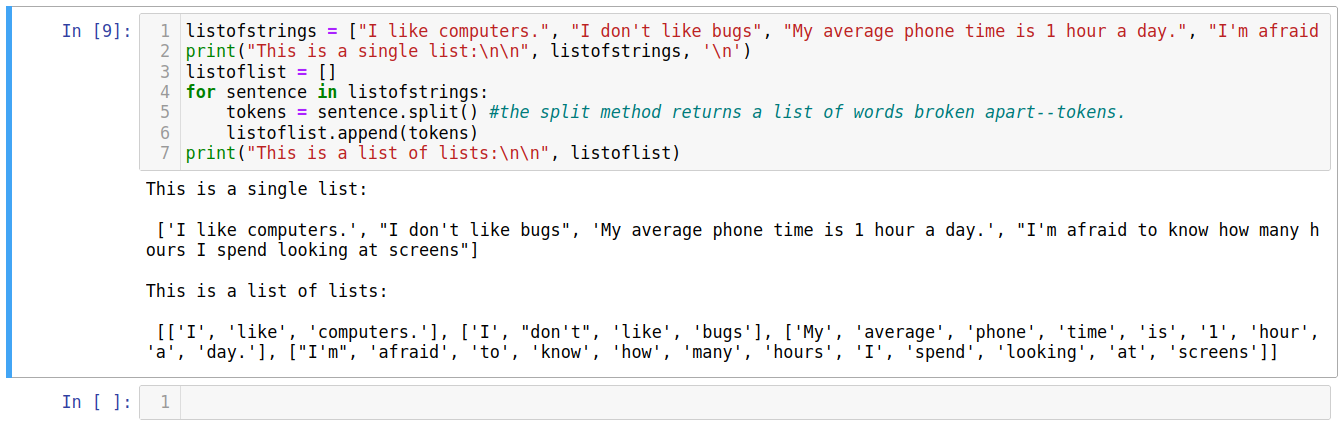 In [9]:
1 listofstrings = ["I like computers.", "I don't like bugs", "My average phone time is 1 hour a day.", "I'm afraid
2 print("This is a single list:\n\n", listofstrings, '\n')
3 listoflist = []
4 for sentence in listofstrings:
5     tokens = sentence.split() #the split method returns a list of words broken apart--tokens.
6     listoflist.append(tokens)
7 print("This is a list of lists:\n\n", listoflist)
This is a single list:
 ['I like computers.', "I don't like bugs", 'My average phone time is 1 hour a day.', "I'm afraid to know how many h
ours I spend looking at screens"]
This is a list of lists:
 [['I', 'like', 'computers.'], ['I', "don't", 'like', 'bugs'], ['My', 'average', 'phone', 'time', 'is', '1', 'hour',
'a', 'day.'], ["I'm", 'afraid', 'to', 'know', 'how', 'many', 'hours', 'I', 'spend', 'looking', 'at', 'screens']]
In [ ]:
1